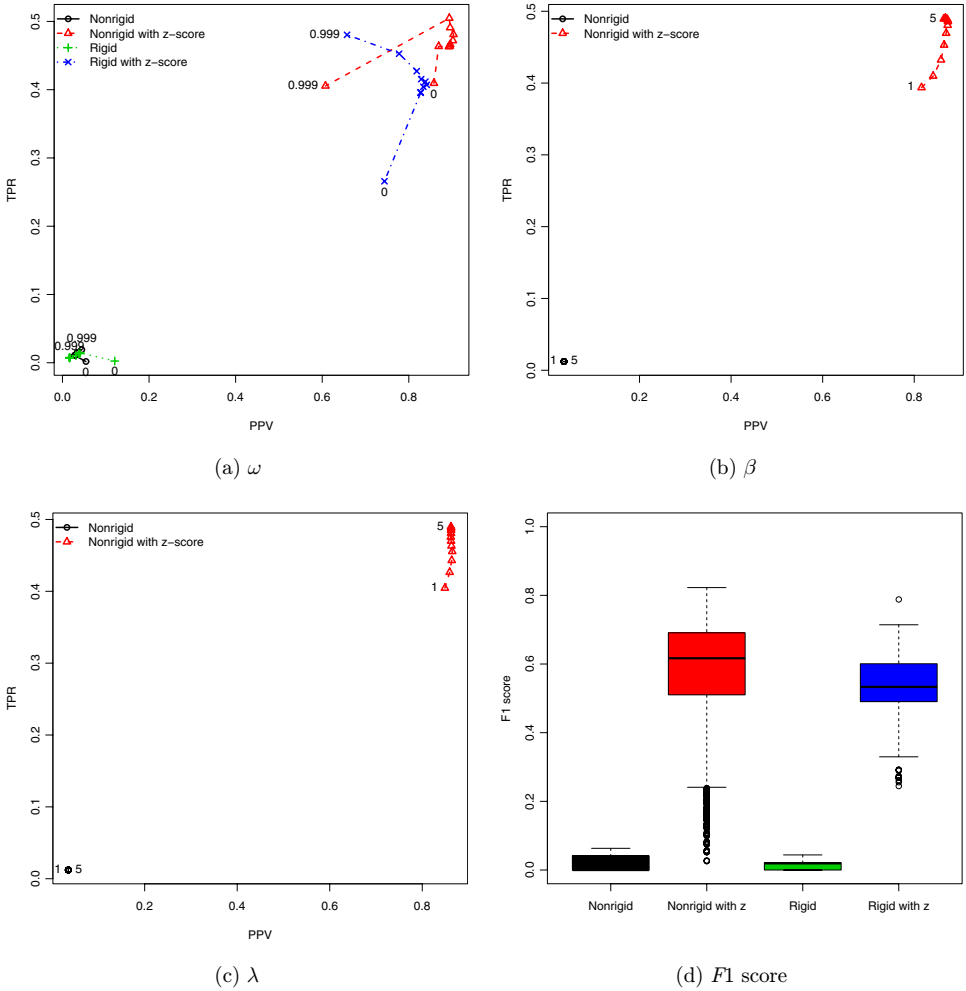 Nonrigid
Nonrigid with z−score
Rigid
Rigid with z−score
0.999
0.999
0
0
0.999
0.999
0
0
0.0 0.1 0.2 0.3 0.4 0.5
TPR
0.0 0.2 0.4 0.6 0.8
PPV
(a) ω
Nonrigid
Nonrigid with z−score
5
1
1 5
0.0 0.1 0.2 0.3 0.4 0.5
TPR
0.2 0.4 0.6 0.8
PPV
(b) β
Nonrigid
Nonrigid with z−score
5
1
1 5
0.0 0.1 0.2 0.3 0.4 0.5
TPR
0.2 0.4 0.6 0.8
PPV
(c) λ
0.0 0.2 0.4 0.6 0.8 1.0
F1 score
Nonrigid Nonrigid with z Rigid Rigid with z
(d) F1 score